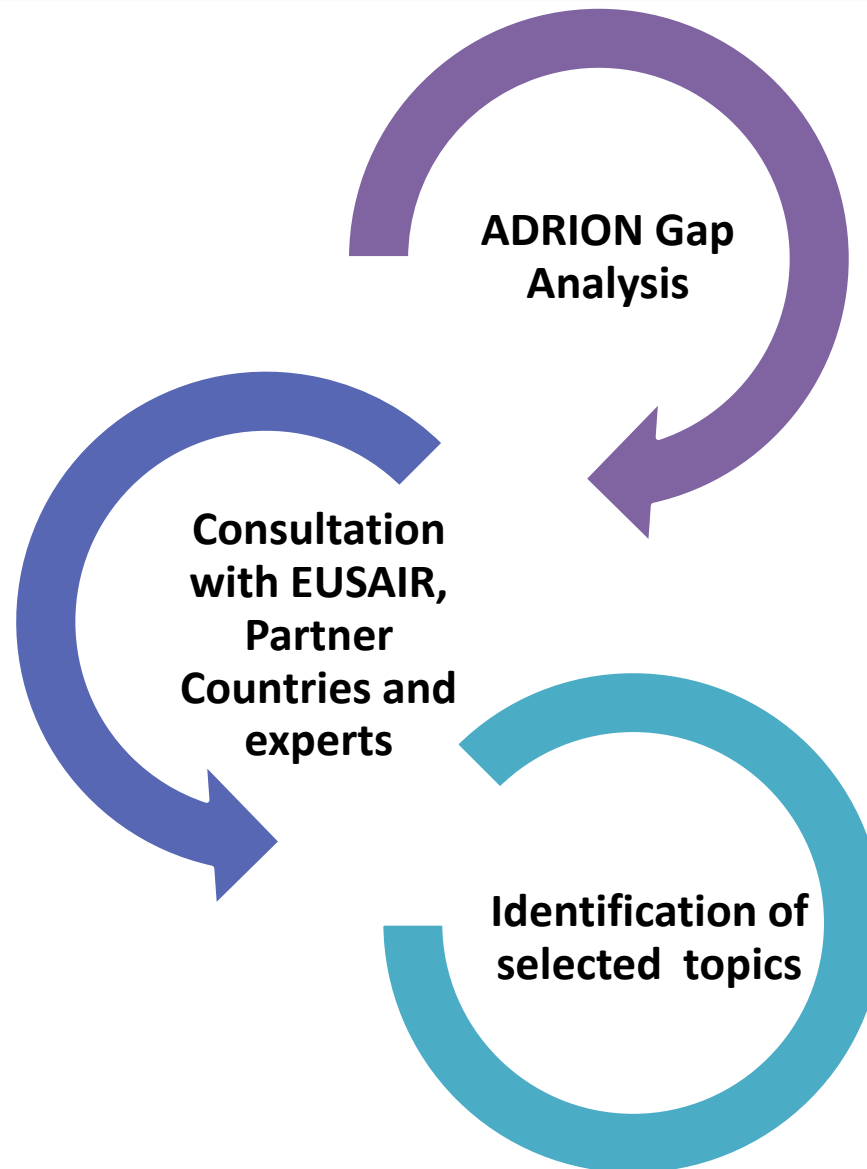 ADRION Gap
Analysis
Consultation
with EUSAIR,
Partner
Countries and
experts
Identification of
selected  topics